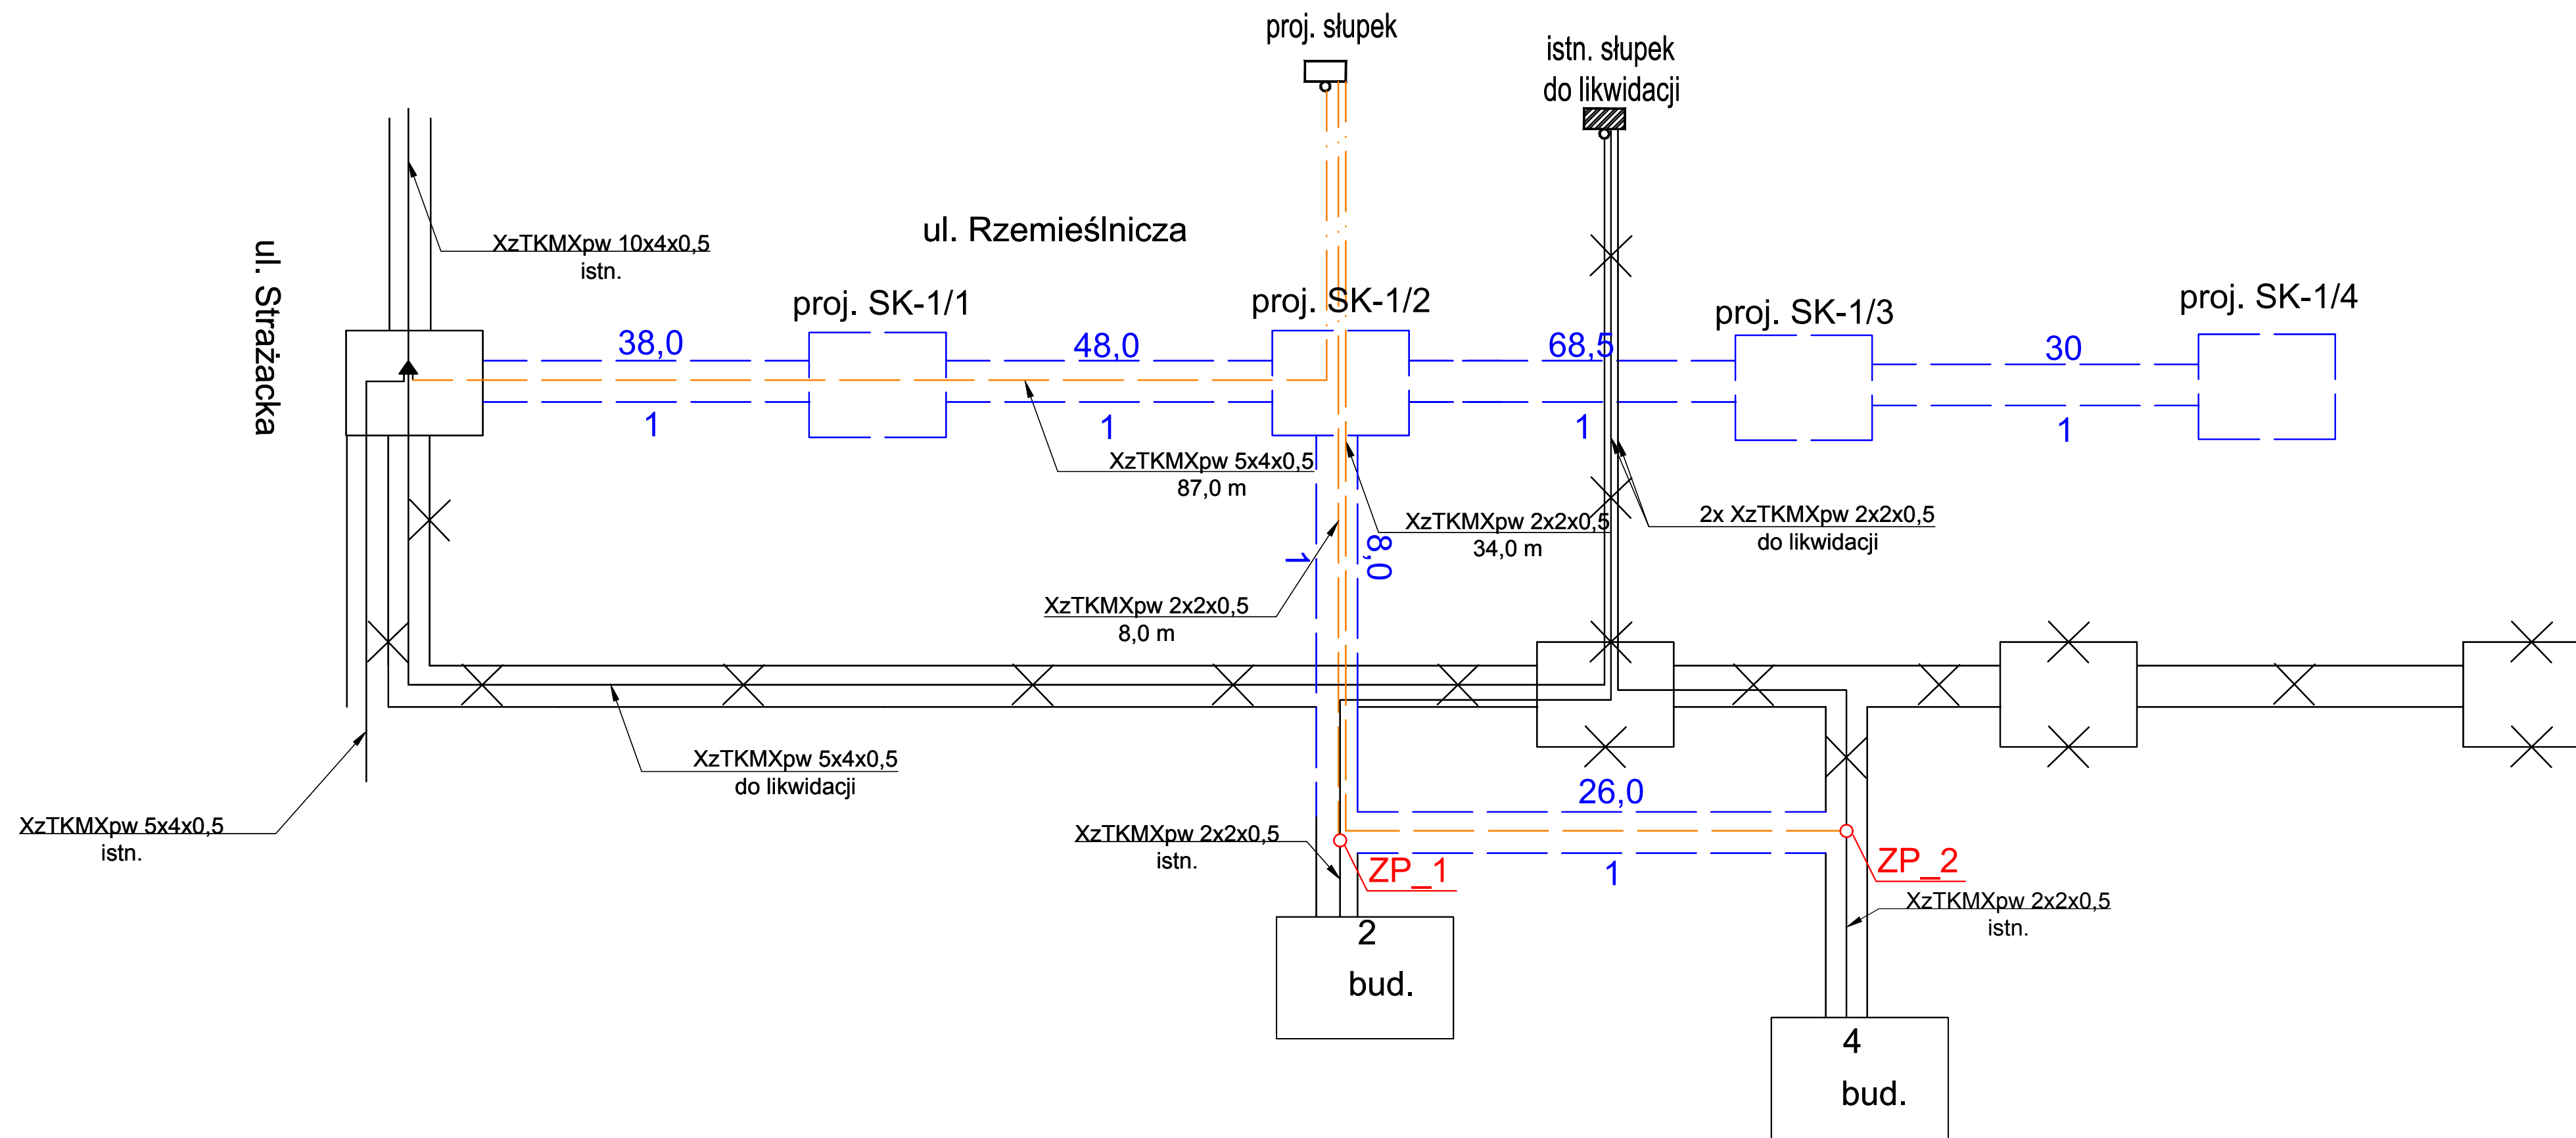 proj. słupek
istn. słupek
do likwidacji
ul. Strażacka
XzTKMXpw 10x4x0,5
istn.
ul. Rzemieślnicza
proj. SK-1/1
proj. SK-1/2
proj. SK-1/3
proj. SK-1/4
38,0
48,0
68,5
30
1
1
1
1
XzTKMXpw 5x4x0,5
87,0 m
XzTKMXpw 2x2x0,5
34,0 m
2x XzTKMXpw 2x2x0,5
do likwidacji
1
8,0
XzTKMXpw 2x2x0,5
8,0 m
XzTKMXpw 5x4x0,5
do likwidacji
XzTKMXpw 5x4x0,5
istn.
26,0
XzTKMXpw 2x2x0,5
istn.
ZP_1
1
ZP_2
XzTKMXpw 2x2x0,5
istn.
2
bud.
4
bud.